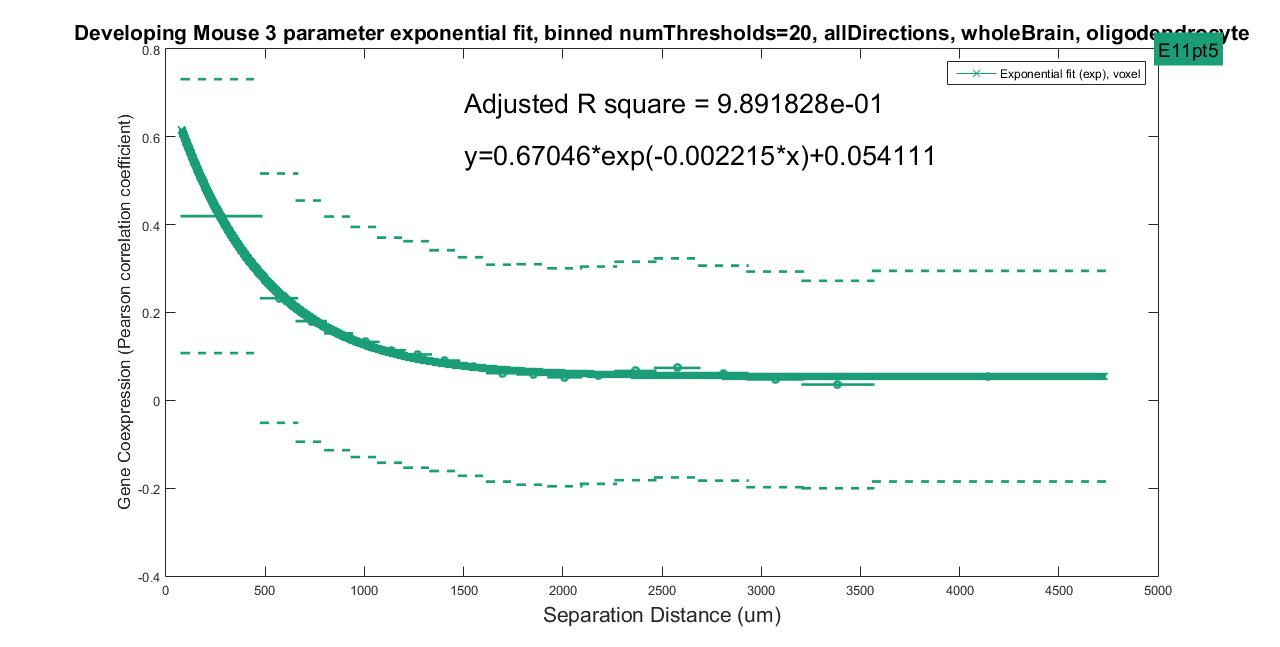 Developing Mouse 3 parameter exponential fit, binned numThresholds=20, allDirections, wholeBrain, oligodendrocyte
E11pt5
Exponential fit (exp), voxel
Adjusted R square = 9.891828e-01
y=0.67046*exp(-0.002215*x)+0.054111
Gene Coexpression (Pearson correlation coefficient)
0.8
0.6
0.4
0.2
0
-0.2
-0.4
0 500 1000 1500 2000 2500 3000 3500 4000 4500 5000
Separation Distance (um)